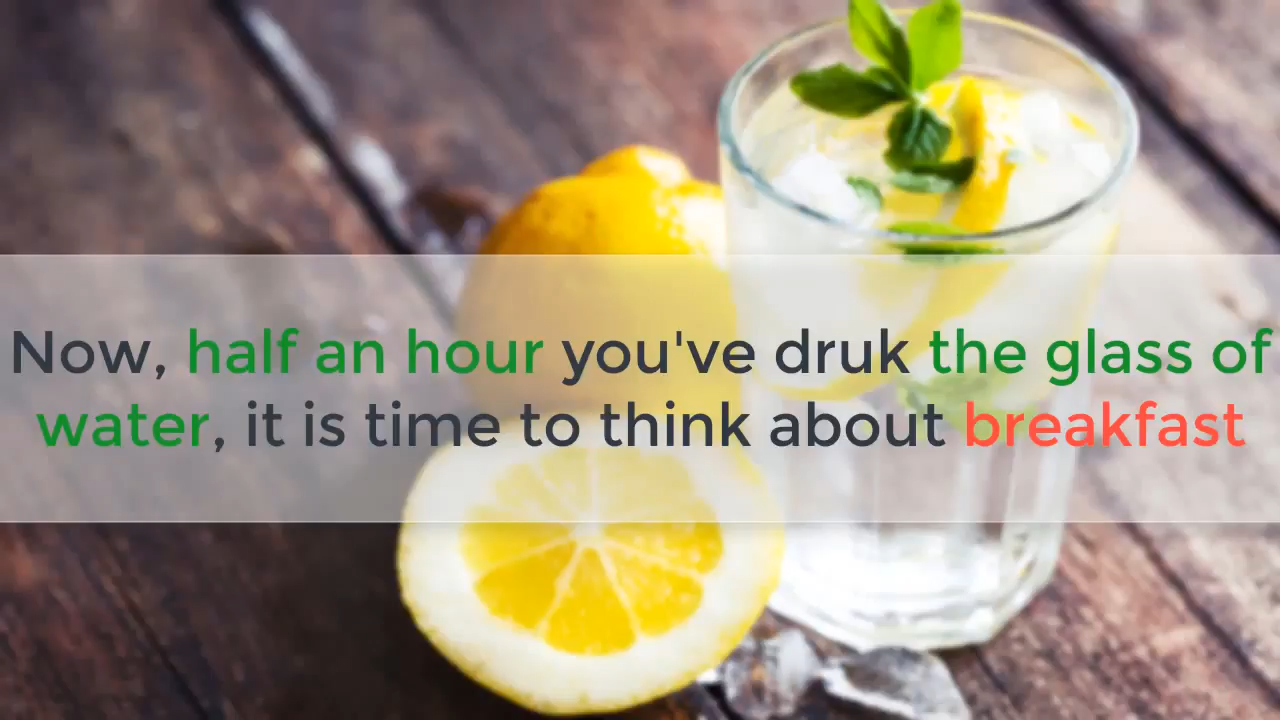 Now, half an hour you've druk the glass of
water, it is time to think about breakfast